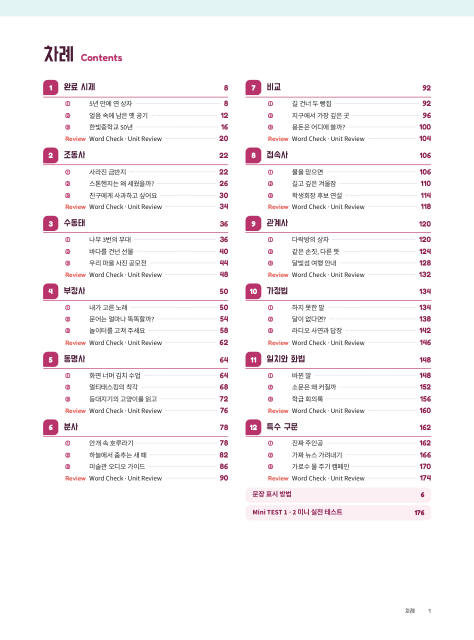 차례 Contents
1 완료 시제 8
① 5년 만에 연 상자 8
② 얼음 속에 남은 옛 공기 12
③ 한빛중학교 50년 16
Review Word Check · Unit Review 20
2 조동사 22
① 사라진 금반지 22
② 스톤헨지는 왜 세웠을까? 26
③ 친구에게 사과하고 싶어요 30
Review Word Check · Unit Review 34
3 수동태 36
① 나무 3번의 무대 36
② 바다를 건넌 선물 40
③ 우리 마을 사진 공모전 44
Review Word Check · Unit Review 48
4 부정사 50
① 내가 고른 노래 50
② 문어는 얼마나 똑똑할까? 54
③ 놀이터를 고쳐 주세요 58
Review Word Check · Unit Review 62
5 동명사 64
① 화면 너머 김치 수업 64
② 멀티태스킹의 착각 68
③ 등대지기의 고양이를 읽고 72
Review Word Check · Unit Review 76
6 분사 78
① 안개 속 호루라기 78
② 하늘에서 춤추는 새 떼 82
③ 미술관 오디오 가이드 86
Review Word Check · Unit Review 90
7 비교 92
① 길 건너 두 빵집 92
② 지구에서 가장 깊은 곳 96
③ 용돈은 어디에 쓸까? 100
Review Word Check · Unit Review 104
8 접속사 106
① 물을 믿으면 106
② 길고 깊은 겨울잠 110
③ 학생회장 후보 연설 114
Review Word Check · Unit Review 118
9 관계사 120
① 다락방의 상자 120
② 같은 손짓, 다른 뜻 124
③ 달빛섬 여행 안내 128
Review Word Check · Unit Review 132
10 가정법 134
① 하지 못한 말 134
② 달이 없다면? 138
③ 라디오 사연과 답장 142
Review Word Check · Unit Review 146
11 일치와 화법 148
① 바뀐 말 148
② 소문은 왜 커질까 152
③ 학급 회의록 156
Review Word Check · Unit Review 160
12 특수 구문 162
① 진짜 주인공 162
② 가짜 뉴스 가려내기 166
③ 가로수 물 주기 캠페인 170
Review Word Check · Unit Review 174
문장 표시 방법 6
Mini TEST 1 - 2 미니 실전 테스트 176
차례 1